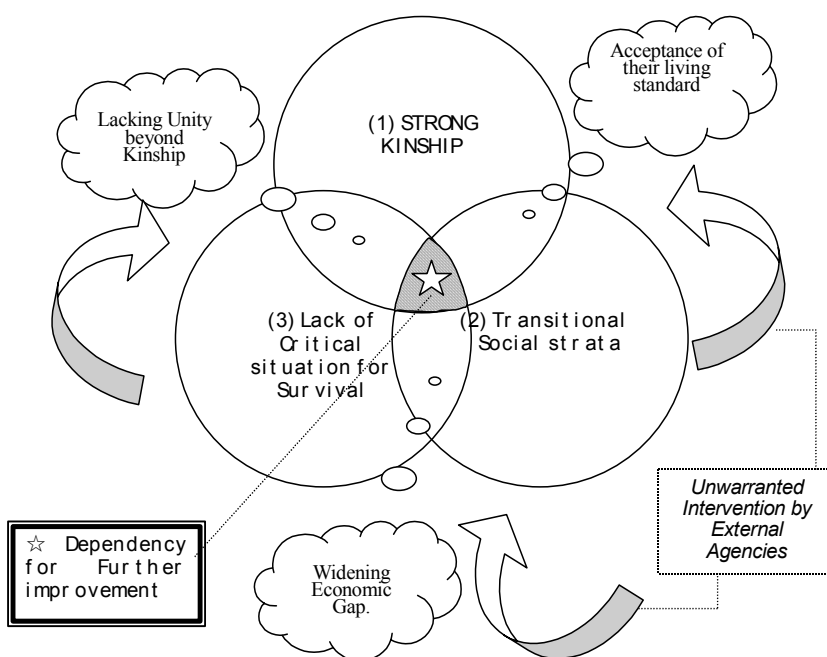 Acceptance of
their living
standard
Lacking Unity
beyond
Kinship
(1) STRONG
KINSHIP
(3) Lack of
Critical
situation for
Survival
(2) Transitional
Social strata
Unwarranted
Intervention by
External
Agencies
☆ Dependency
for Further
improvement
Widening
Economic
Gap.